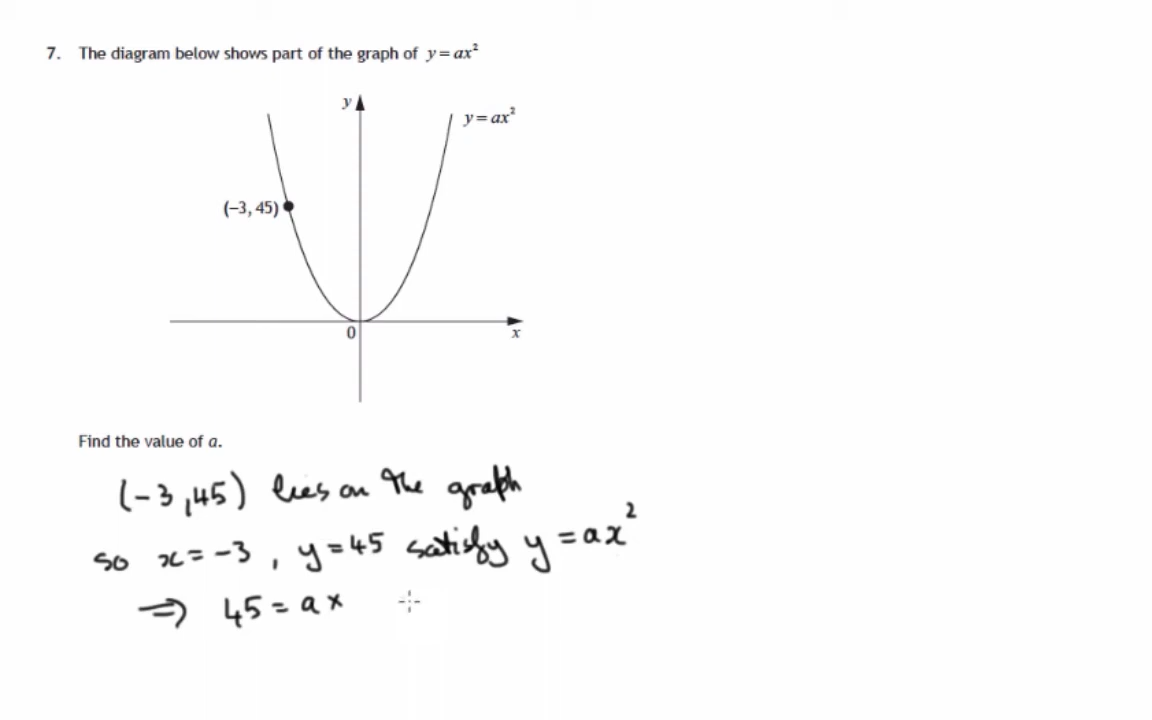 7. The diagram below shows part of the graph of y = ax²
y
y = ax²
(–3, 45)
0
x
Find the value of a.
(-3,45) lies on the graph
so x = -3, y = 45 satisfy y = ax²
⇒ 45 = a ×